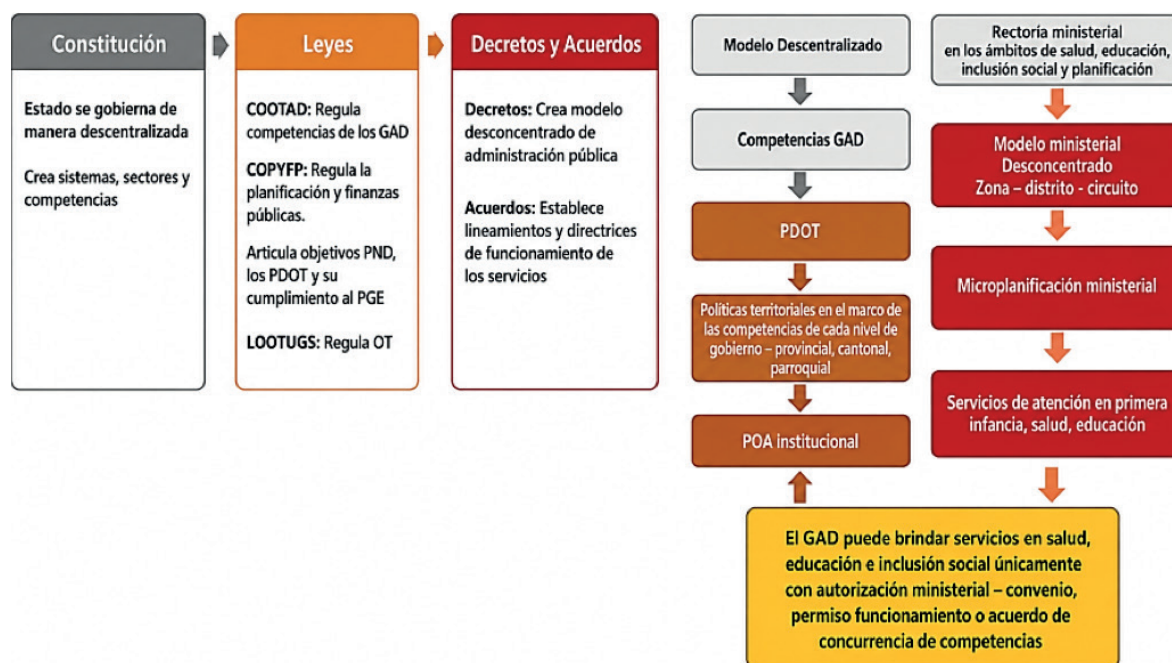 Constitución
Estado se gobierna de
manera descentralizada
Crea sistemas, sectores y
competencias
Leyes
COOTAD: Regula
competencias de los GAD
COPYFP: Regula la
planificación y finanzas
públicas.
Articula objetivos PND,
los PDOT y su
cumplimiento al PGE
LOOTUGS: Regula OT
Decretos y Acuerdos
Decretos: Crea modelo
desconcentrado de
administración pública
Acuerdos: Establece
lineamientos y directrices
de funcionamiento de
los servicios
Modelo Descentralizado
Competencias GAD
PDOT
Políticas territoriales en el marco de
las competencias de cada nivel de
gobierno – provincial, cantonal,
parroquial
POA institucional
Rectoría ministerial
en los ámbitos de salud, educación,
inclusión social y planificación
Modelo ministerial
Desconcentrado
Zona – distrito - circuito
Microplanificación ministerial
Servicios de atención en primera
infancia, salud, educación
El GAD puede brindar servicios en salud,
educación e inclusión social únicamente
con autorización ministerial – convenio,
permiso funcionamiento o acuerdo de
concurrencia de competencias